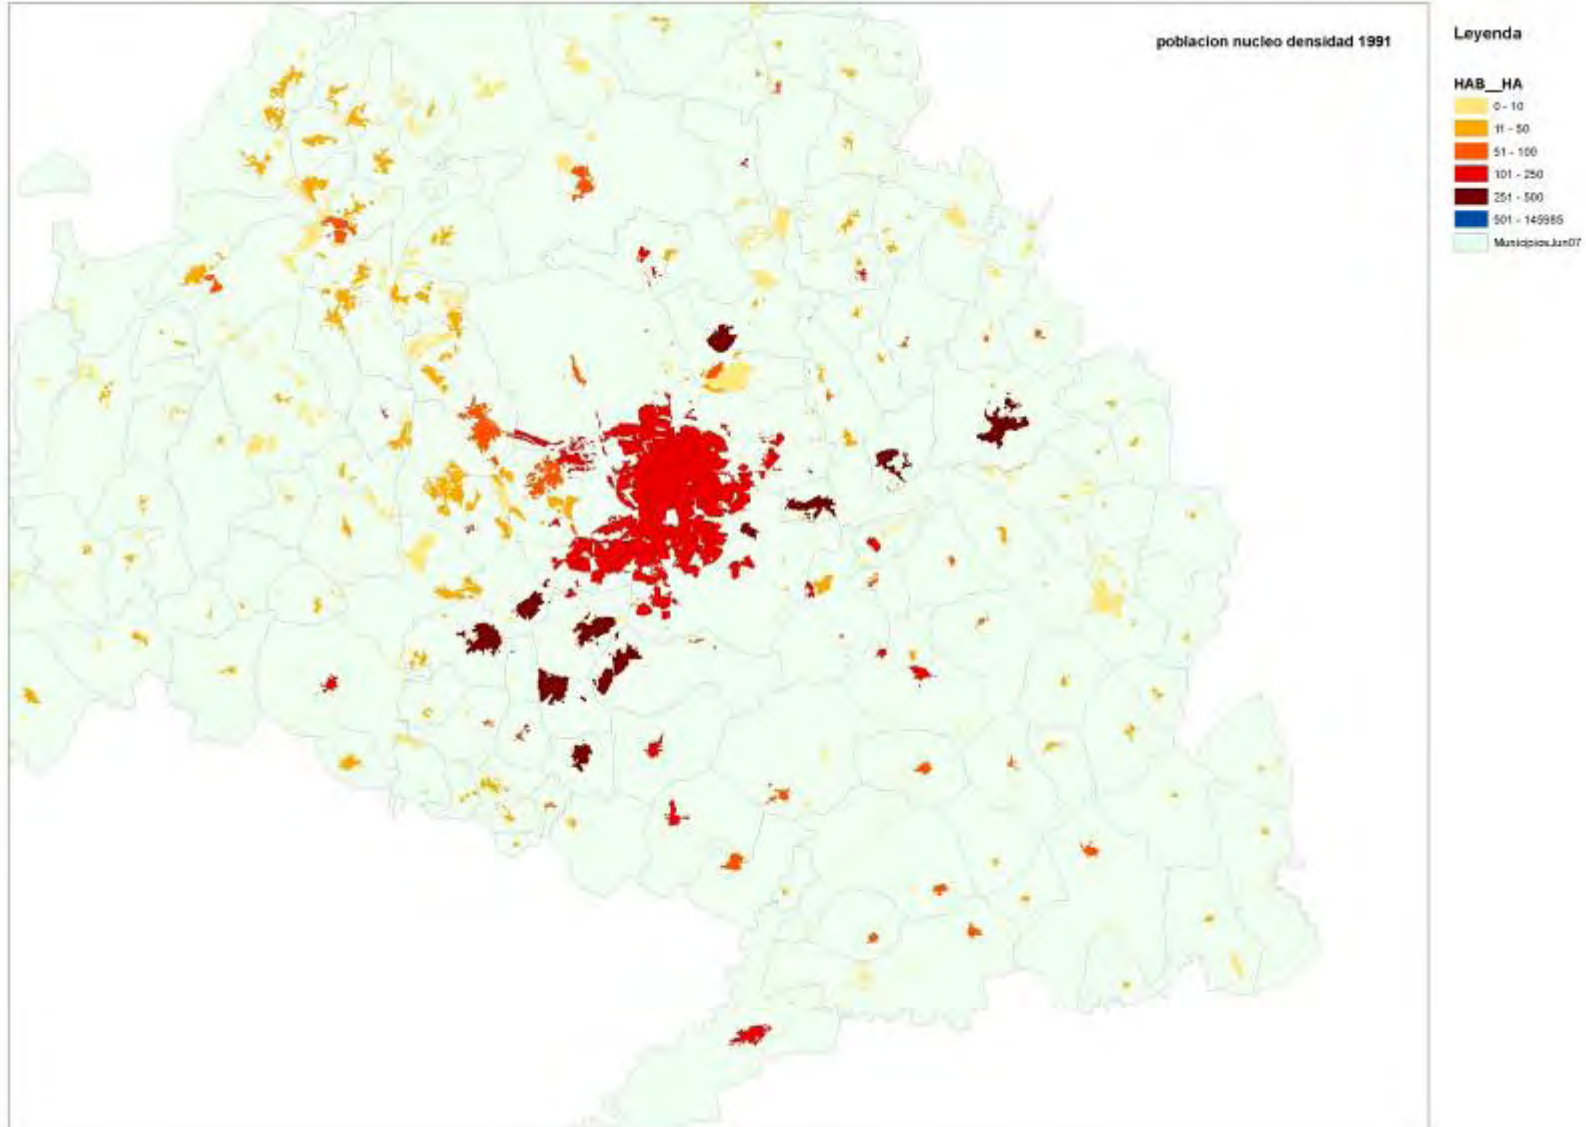 poblacion nucleo densidad 1991
Leyenda
HAB__HA
0 - 10
11 - 50
51 - 100
101 - 250
251 - 500
501 - 145985
MunicipiosJun07